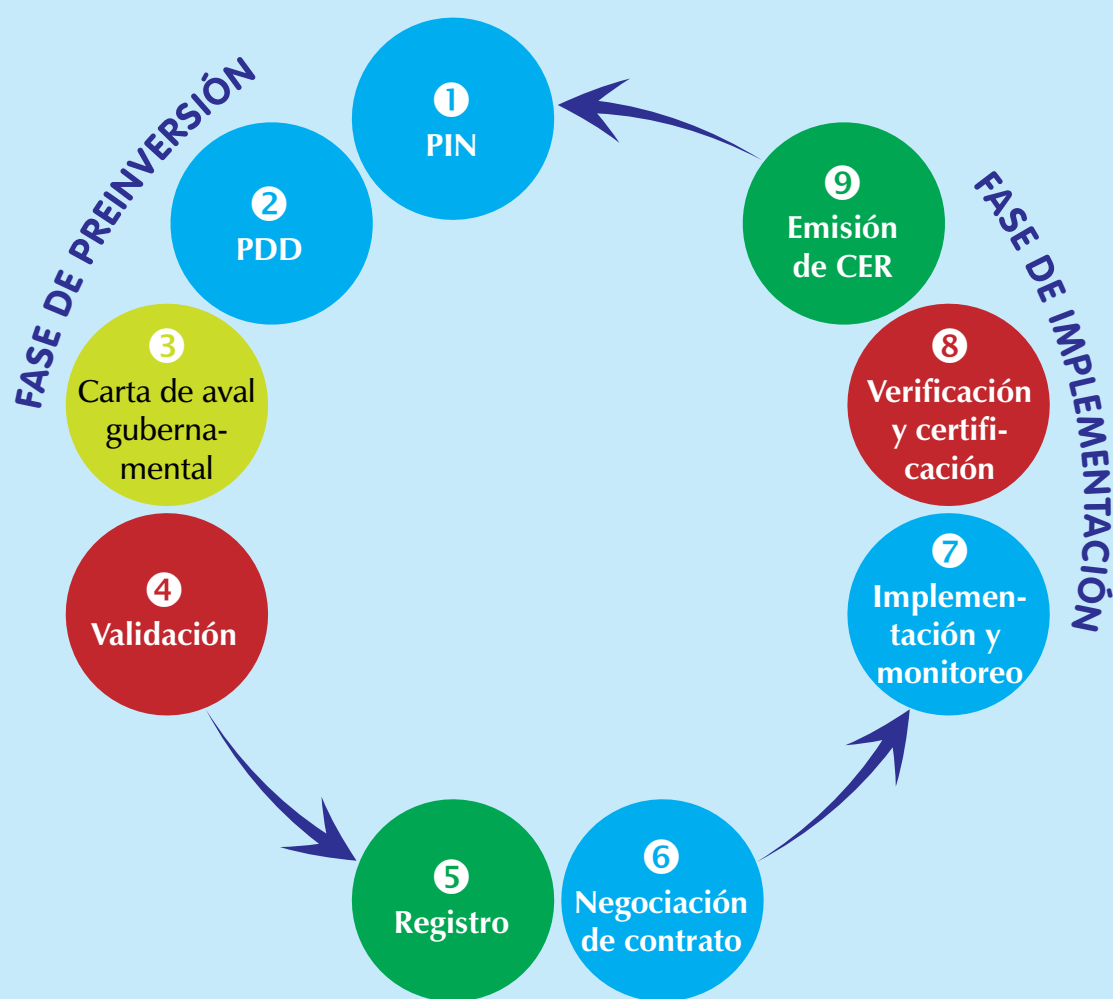 FASE DE PREINVERSIÓN
1
PIN
2
PDD
3
Carta de aval
guberna-
mental
4
Validación
5
Registro
6
Negociación
de contrato
7
Implemen-
tación y
monitoreo
8
Verificación
y certifi-
cación
9
Emisión
de CER
FASE DE IMPLEMENTACIÓN